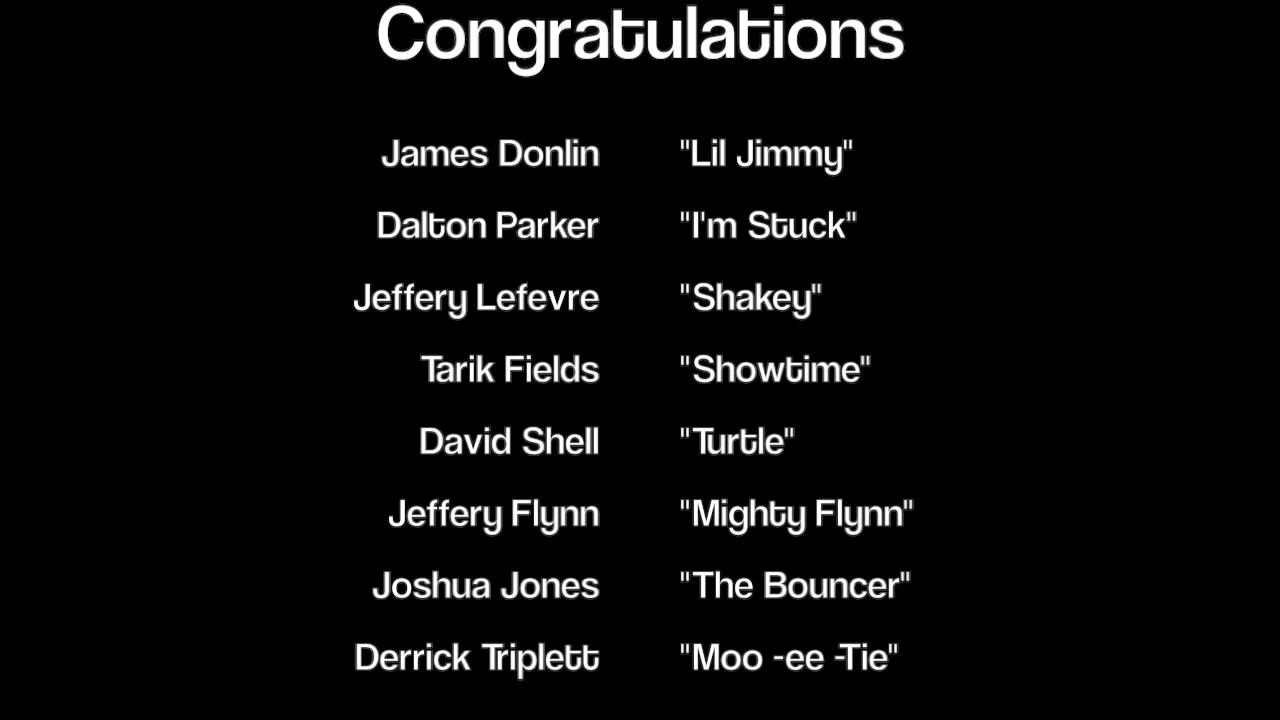 Congratulations
James Donlin "Lil Jimmy"
Dalton Parker "I'm Stuck"
Jeffery Lefevre "Shakey"
Tarik Fields "Showtime"
David Shell "Turtle"
Jeffery Flynn "Mighty Flynn"
Joshua Jones "The Bouncer"
Derrick Triplett "Moo -ee -Tie"